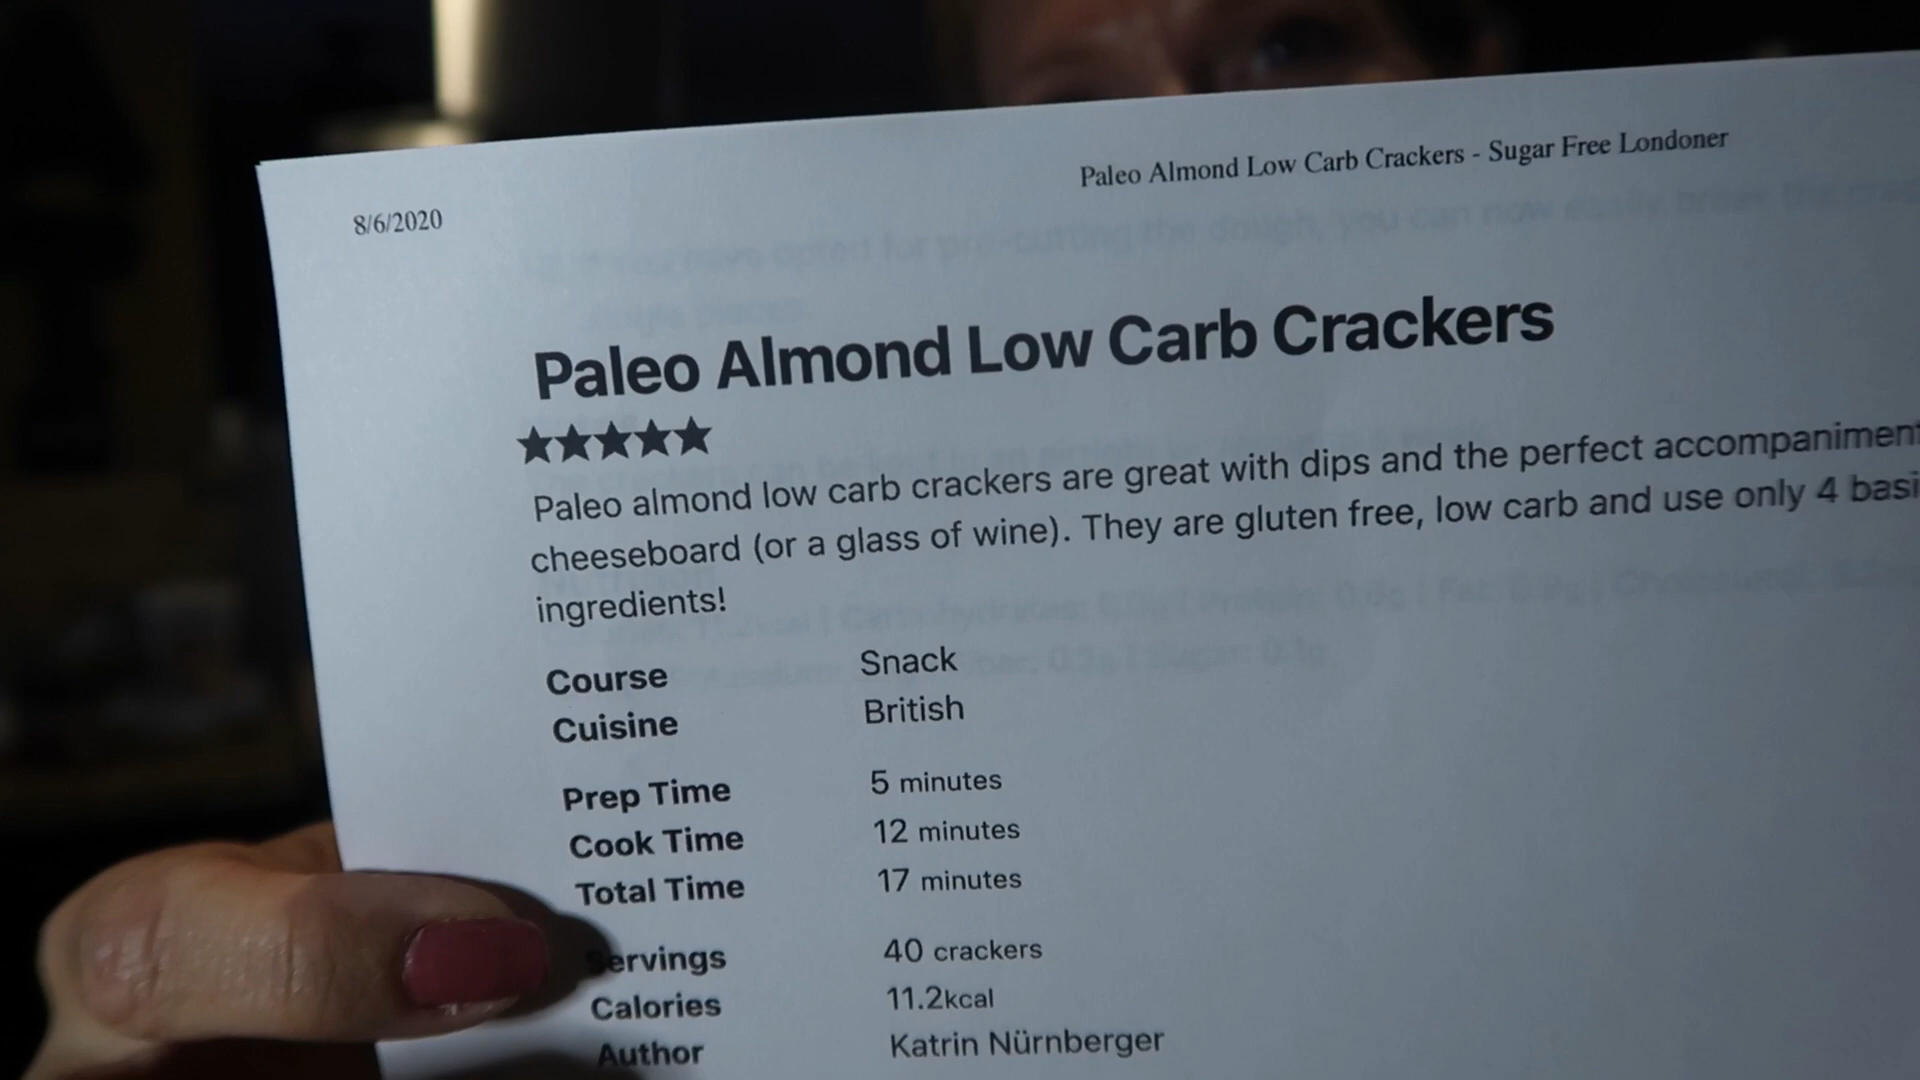 8/6/2020
Paleo Almond Low Carb Crackers - Sugar Free Londoner
Paleo Almond Low Carb Crackers
★★★★★
Paleo almond low carb crackers are great with dips and the perfect accompaniment
cheeseboard (or a glass of wine). They are gluten free, low carb and use only 4 basi
ingredients!
Course Snack
Cuisine British
Prep Time 5 minutes
Cook Time 12 minutes
Total Time 17 minutes
Servings 40 crackers
Calories 11.2kcal
Author Katrin Nürnberger